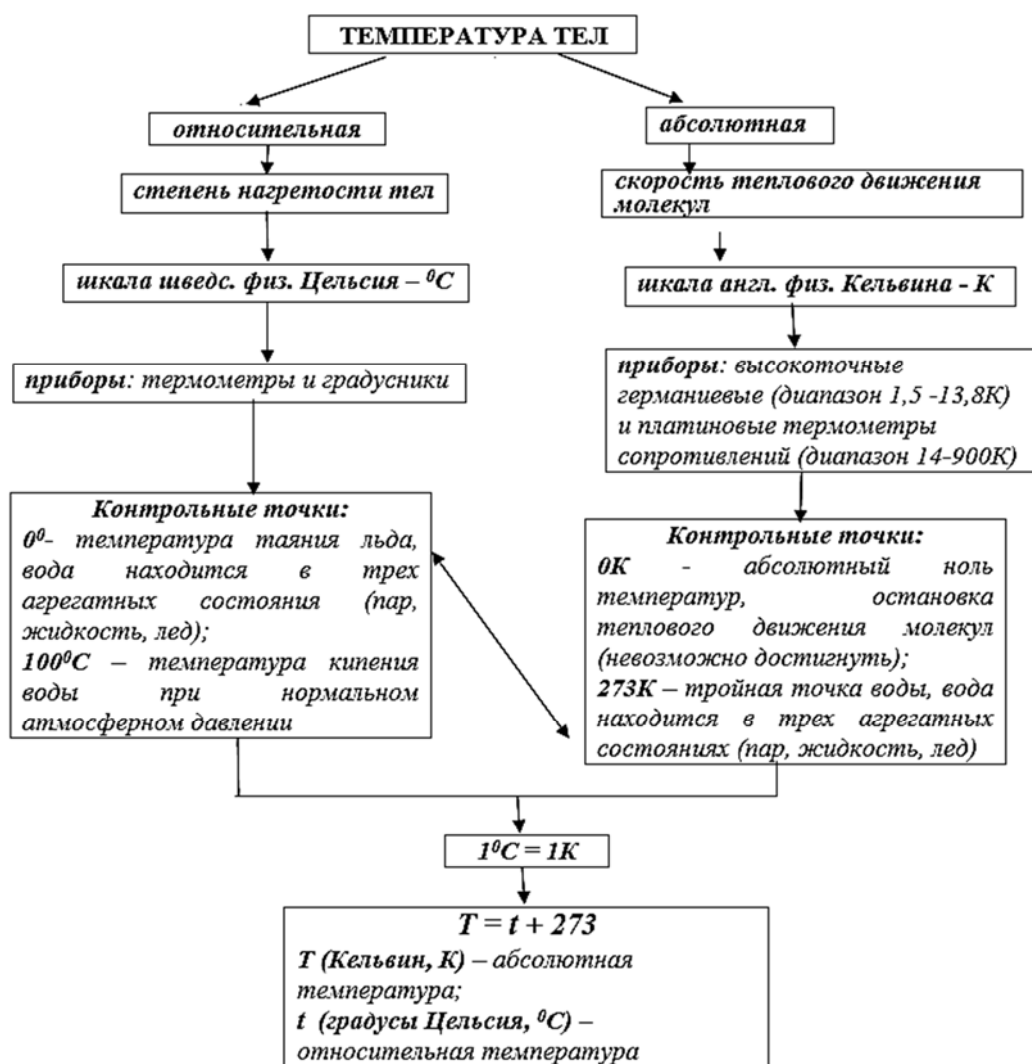 ТЕМПЕРАТУРА ТЕЛ
относительная
степень нагретости тел
шкала шведс. физ. Цельсия – ⁰С
приборы: термометры и градусники
Контрольные точки:
0⁰- температура таяния льда,
вода находится в трех
агрегатных состояния (пар,
жидкость, лед);
100⁰С – температура кипения
воды при нормальном
атмосферном давлении
абсолютная
скорость теплового движения
молекул
шкала англ. физ. Кельвина - К
приборы: высокоточные
германиевые (диапазон 1,5 -13,8К)
и платиновые термометры
сопротивлений (диапазон 14-900К)
Контрольные точки:
0К - абсолютный ноль
температур, остановка
теплового движения молекул
(невозможно достигнуть);
273К – тройная точка воды, вода
находится в трех агрегатных
состояниях (пар, жидкость, лед)
1⁰С = 1К
T = t + 273
T (Кельвин, К) – абсолютная
температура;
t (градусы Цельсия, ⁰С) –
относительная температура